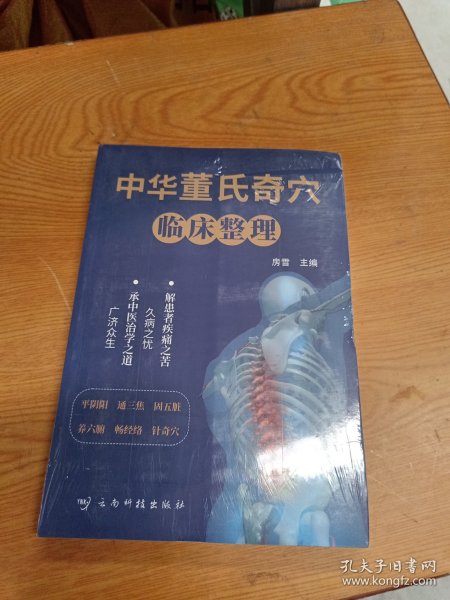 中华董氏奇穴
临床整理
房雪 主编
• 解患者疾痛之苦
久病之忧
• 承中医治学之道
广济众生
平阴阳 通三焦 固五脏
养六腑 畅经络 针奇穴
云南科技出版社
孔夫子旧书网
www.kongfz.com